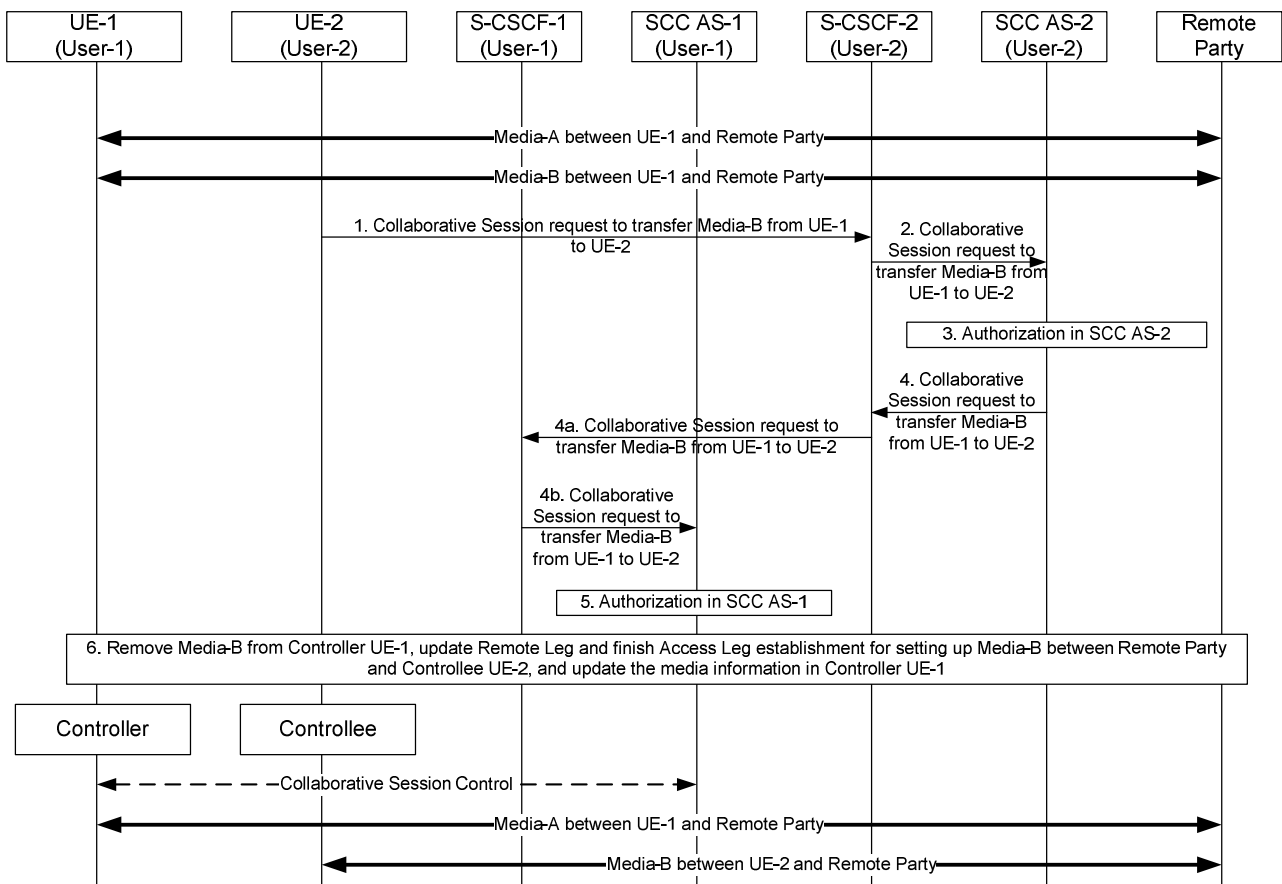 UE-1
(User-1)
UE-2
(User-2)
S-CSCF-1
(User-1)
SCC AS-1
(User-1)
S-CSCF-2
(User-2)
SCC AS-2
(User-2)
Remote
Party
Media-A between UE-1 and Remote Party
Media-B between UE-1 and Remote Party
1. Collaborative Session request to transfer Media-B from UE-1
to UE-2
2. Collaborative
Session request to
transfer Media-B from
UE-1 to UE-2
3. Authorization in SCC AS-2
4. Collaborative
Session request to
transfer Media-B
from UE-1 to UE-2
4a. Collaborative Session request to
transfer Media-B from UE-1 to UE-2
4b. Collaborative
Session request to
transfer Media-B
from UE-1 to UE-2
5. Authorization in SCC AS-1
6. Remove Media-B from Controller UE-1, update Remote Leg and finish Access Leg establishment for setting up Media-B between Remote Party
and Controllee UE-2, and update the media information in Controller UE-1
Controller
Controllee
Collaborative Session Control
Media-A between UE-1 and Remote Party
Media-B between UE-2 and Remote Party